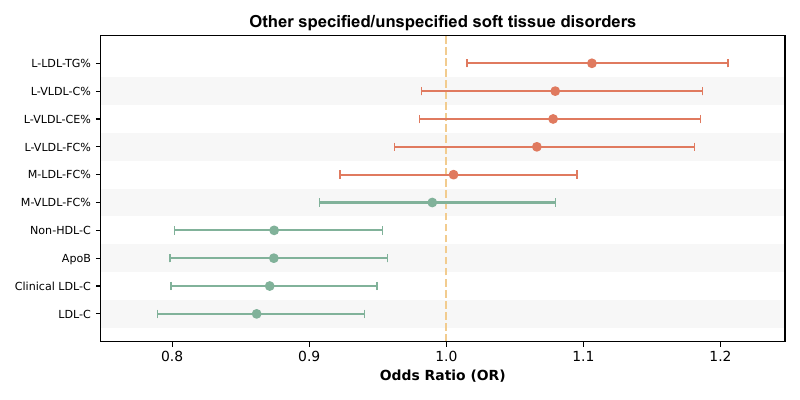 Other specified/unspecified soft tissue disorders
L-LDL-TG%
L-VLDL-C%
L-VLDL-CE%
L-VLDL-FC%
M-LDL-FC%
M-VLDL-FC%
Non-HDL-C
ApoB
Clinical LDL-C
LDL-C
0.8 0.9 1.0 1.1 1.2
Odds Ratio (OR)